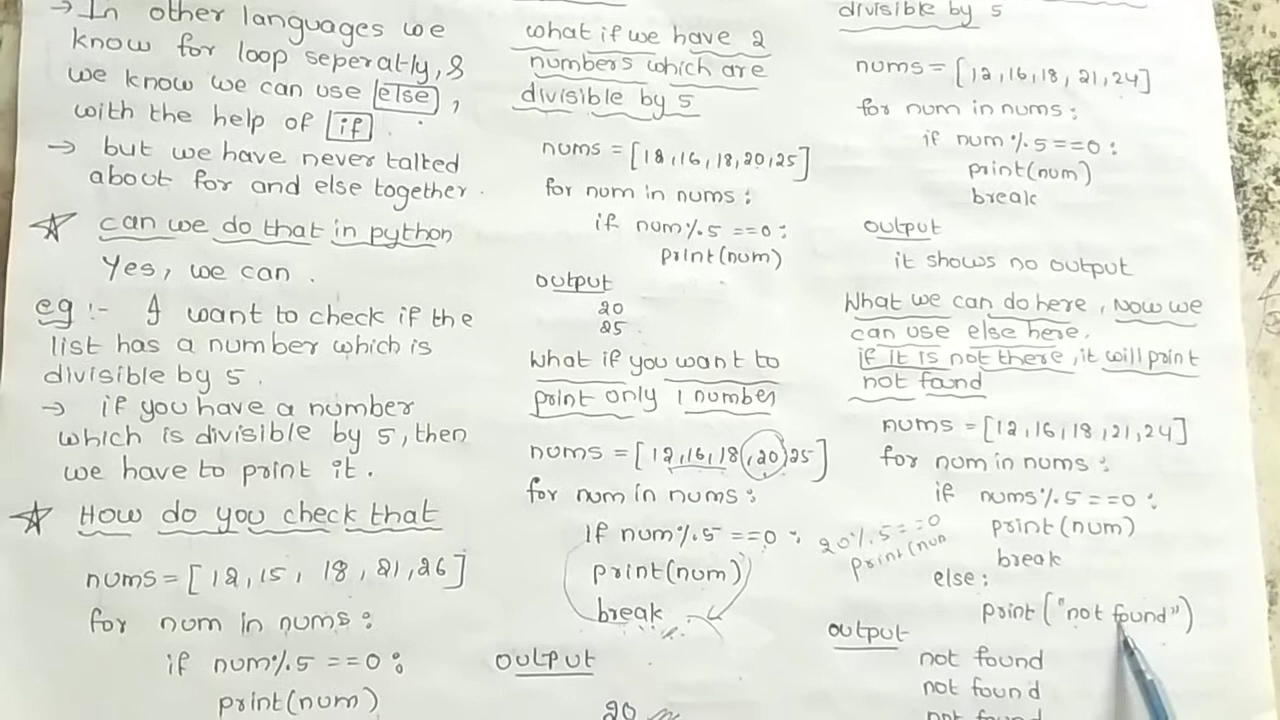 → In other languages we
know for loop seperatly, &
we know we can use else,
with the help of if.
→ but we have never talted
about for and else together.
☆ can we do that in python
Yes, we can.
eg :- I want to check if the
list has a number which is
divisible by 5.
→ if you have a number
which is divisible by 5, then
we have to print it.
☆ How do you check that
nums = [12, 15, 18, 21, 26]
for num in nums:
if num%5 ==0:
print(num)
what if we have 2
numbers which are
divisible by 5
nums = [18,16,18,20,25]
for num in nums:
if num%5 ==0:
print(num)
output
20
25
what if you want to
print only 1 number
nums = [12,16,18,20,25]
for num in nums:
if num%5 ==0:
print(num)
break
output
20
divisible by 5
nums = [12,16,18,21,24]
for num in nums:
if num%5==0:
print(num)
break
output
it shows no output
What we can do here, Now we
can use else here.
if it is not there, it will print
not found
nums = [12,16,18,21,24]
for num in nums:
if nums%5==0:
20%5==0
print(num
print(num)
break
else:
print("not found")
output
not found
not found
not found